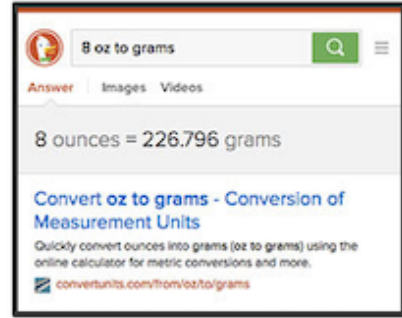 8 oz to grams
Answer Images Videos
8 ounces = 226.796 grams
Convert oz to grams - Conversion of
Measurement Units
Quickly convert ounces into grams (oz to grams) using the
online calculator for metric conversions and more.
convertunits.com/from/oz/to/grams